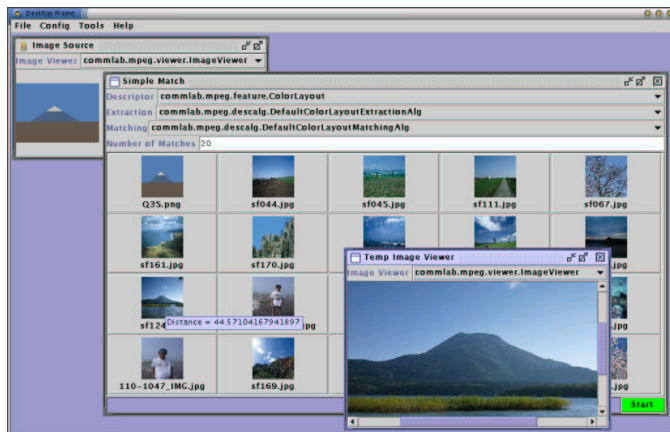 Desktop frame
File Config Tools Help
Image Source
Image Viewer commlab.mpeg.viewer.ImageViewer
Simple Match
Descriptor commlab.mpeg.feature.ColorLayout
Extraction commlab.mpeg.descalg.DefaultColorLayoutExtractionAlg
Matching commlab.mpeg.descalg.DefaultColorLayoutMatchingAlg
Number of Matches 20
Q35.png sf044.jpg sf045.jpg sf111.jpg sf067.jpg
sf161.jpg sf170.jpg .jpg
sf124 Distance = 44.57104167941897 jpg .jpg
110-1047_IMG.jpg sf169.jpg .jpg
Temp Image Viewer
Image Viewer commlab.mpeg.viewer.ImageViewer
Start